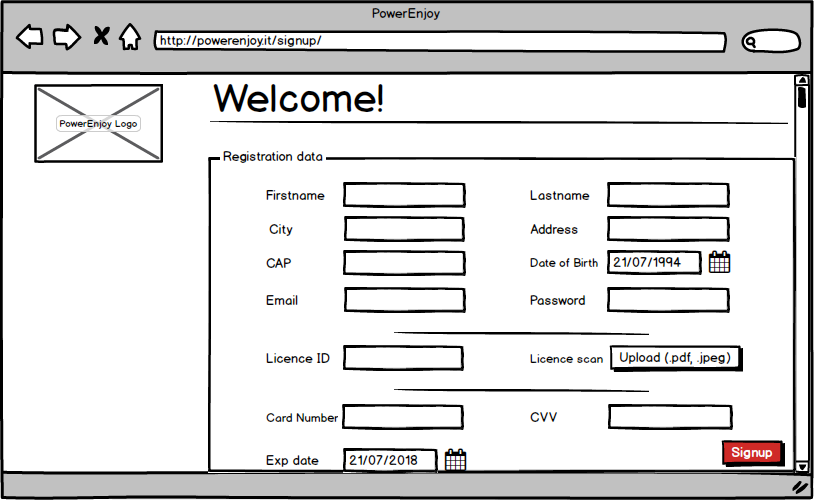 PowerEnjoy
http://powerenjoy.it/signup/
PowerEnjoy Logo
Welcome!
Registration data
Firstname
Lastname
City
Address
CAP
Date of Birth 21/07/1994
Email
Password
Licence ID
Licence scan Upload (.pdf, .jpeg)
Card Number
CVV
Exp date 21/07/2018
Signup